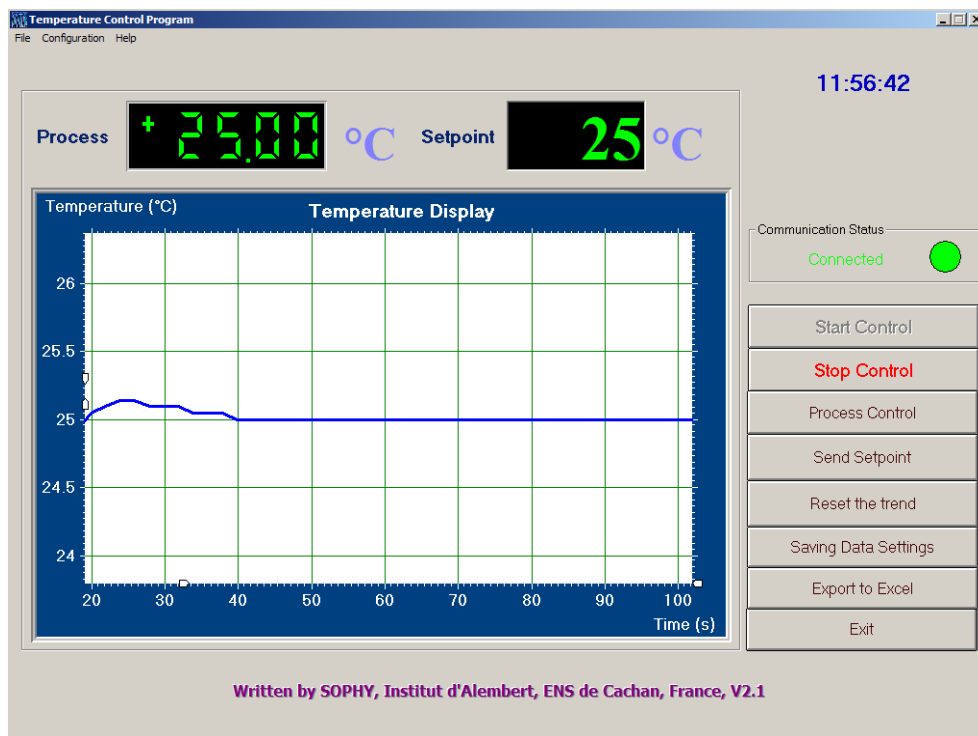 Temperature Control Program
File Configuration Help
11:56:42
Process + 25.00 °C Setpoint 25 °C
Temperature (°C)
Temperature Display
26
25.5
25
24.5
24
20 30 40 50 60 70 80 90 100
Time (s)
Communication Status
Connected
Start Control
Stop Control
Process Control
Send Setpoint
Reset the trend
Saving Data Settings
Export to Excel
Exit
Written by SOPHY, Institut d'Alembert, ENS de Cachan, France, V2.1